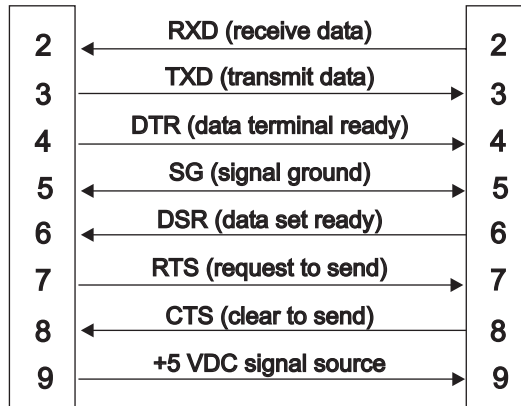 2 RXD (receive data) 2
3 TXD (transmit data) 3
4 DTR (data terminal ready) 4
5 SG (signal ground) 5
6 DSR (data set ready) 6
7 RTS (request to send) 7
8 CTS (clear to send) 8
9 +5 VDC signal source 9